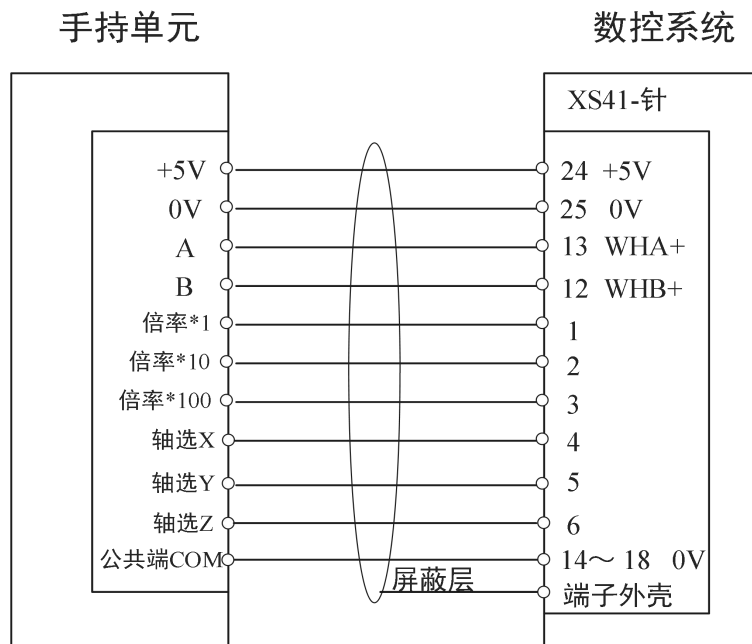 手持单元
数控系统
XS41-针
+5V
24 +5V
0V
25 0V
A
13 WHA+
B
12 WHB+
倍率*1
1
倍率*10
2
倍率*100
3
轴选X
4
轴选Y
5
轴选Z
6
公共端COM
14～18 0V
屏蔽层
端子外壳